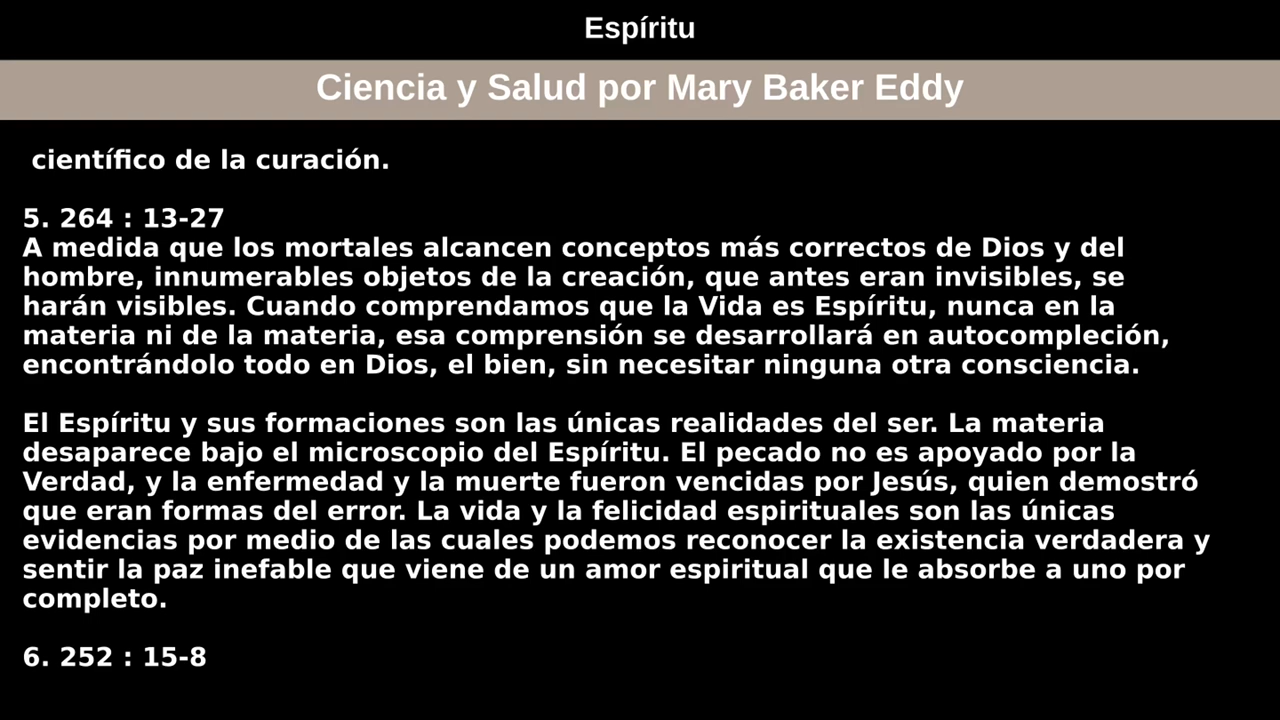 Espíritu
Ciencia y Salud por Mary Baker Eddy
científico de la curación.
5. 264 : 13-27
A medida que los mortales alcancen conceptos más correctos de Dios y del
hombre, innumerables objetos de la creación, que antes eran invisibles, se
harán visibles. Cuando comprendamos que la Vida es Espíritu, nunca en la
materia ni de la materia, esa comprensión se desarrollará en autocompleción,
encontrándolo todo en Dios, el bien, sin necesitar ninguna otra consciencia.
El Espíritu y sus formaciones son las únicas realidades del ser. La materia
desaparece bajo el microscopio del Espíritu. El pecado no es apoyado por la
Verdad, y la enfermedad y la muerte fueron vencidas por Jesús, quien demostró
que eran formas del error. La vida y la felicidad espirituales son las únicas
evidencias por medio de las cuales podemos reconocer la existencia verdadera y
sentir la paz inefable que viene de un amor espiritual que le absorbe a uno por
completo.
6. 252 : 15-8